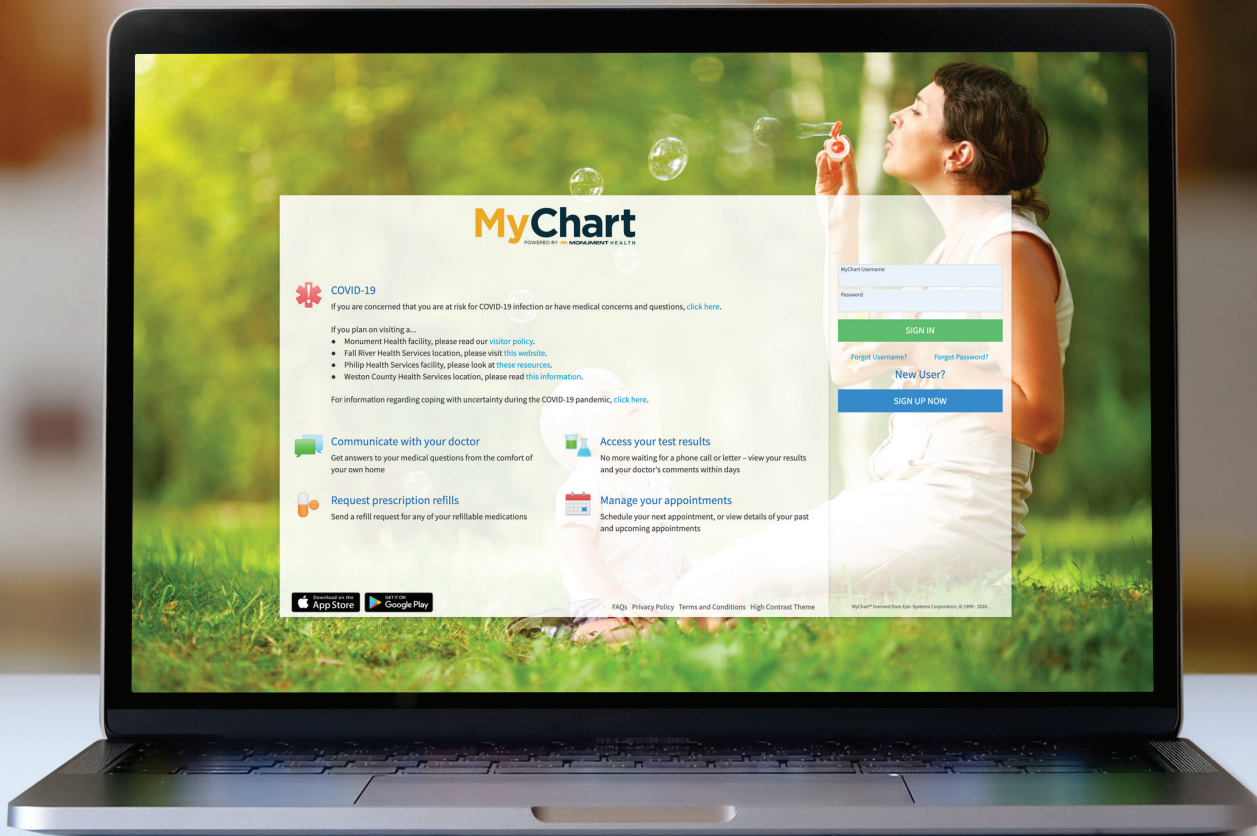 MyChart
POWERED BY MONUMENT HEALTH
COVID-19
If you are concerned that you are at risk for COVID-19 infection or have medical concerns and questions, click here.
If you plan on visiting a...
● Monument Health facility, please read our visitor policy.
● Fall River Health Services location, please visit this website.
● Philip Health Services facility, please look at these resources.
● Weston County Health Services location, please read this information.
For information regarding coping with uncertainty during the COVID-19 pandemic, click here.
Communicate with your doctor
Get answers to your medical questions from the comfort of
your own home
Access your test results
No more waiting for a phone call or letter – view your results
and your doctor's comments within days
Request prescription refills
Send a refill request for any of your refillable medications
Manage your appointments
Schedule your next appointment, or view details of your past
and upcoming appointments
MyChart Username
Password
SIGN IN
Forgot Username? Forgot Password?
New User?
SIGN UP NOW
Download on the
App Store
GET IT ON
Google Play
FAQs Privacy Policy Terms and Conditions High Contrast Theme
MyChart® licensed from Epic Systems Corporation, © 1999 - 2020.